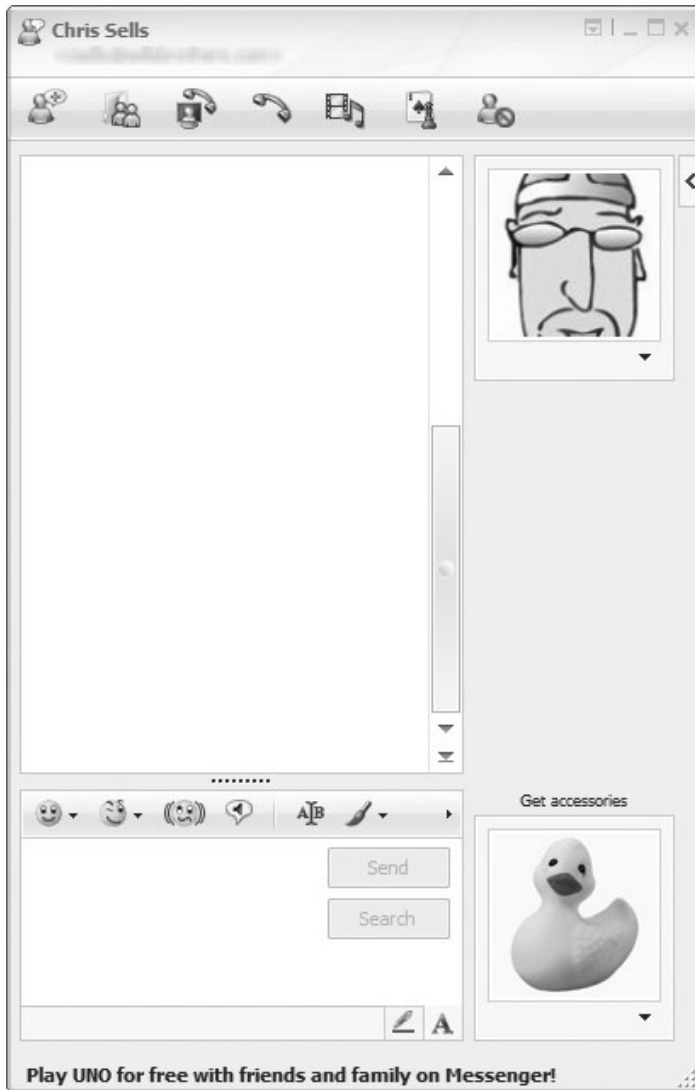 Chris Sells
Get accessories
Send
Search
A
Play UNO for free with friends and family on Messenger!